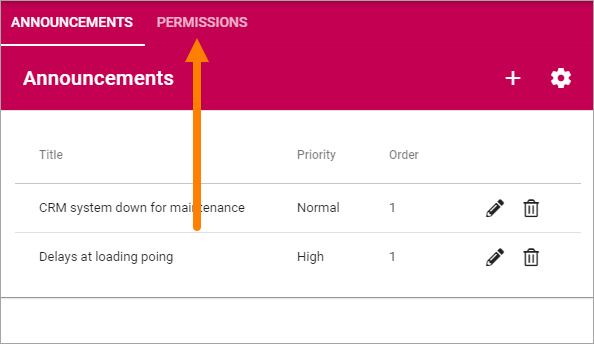 ANNOUNCEMENTS PERMISSIONS
Announcements
Title Priority Order
CRM system down for maintenance Normal 1
Delays at loading poing High 1